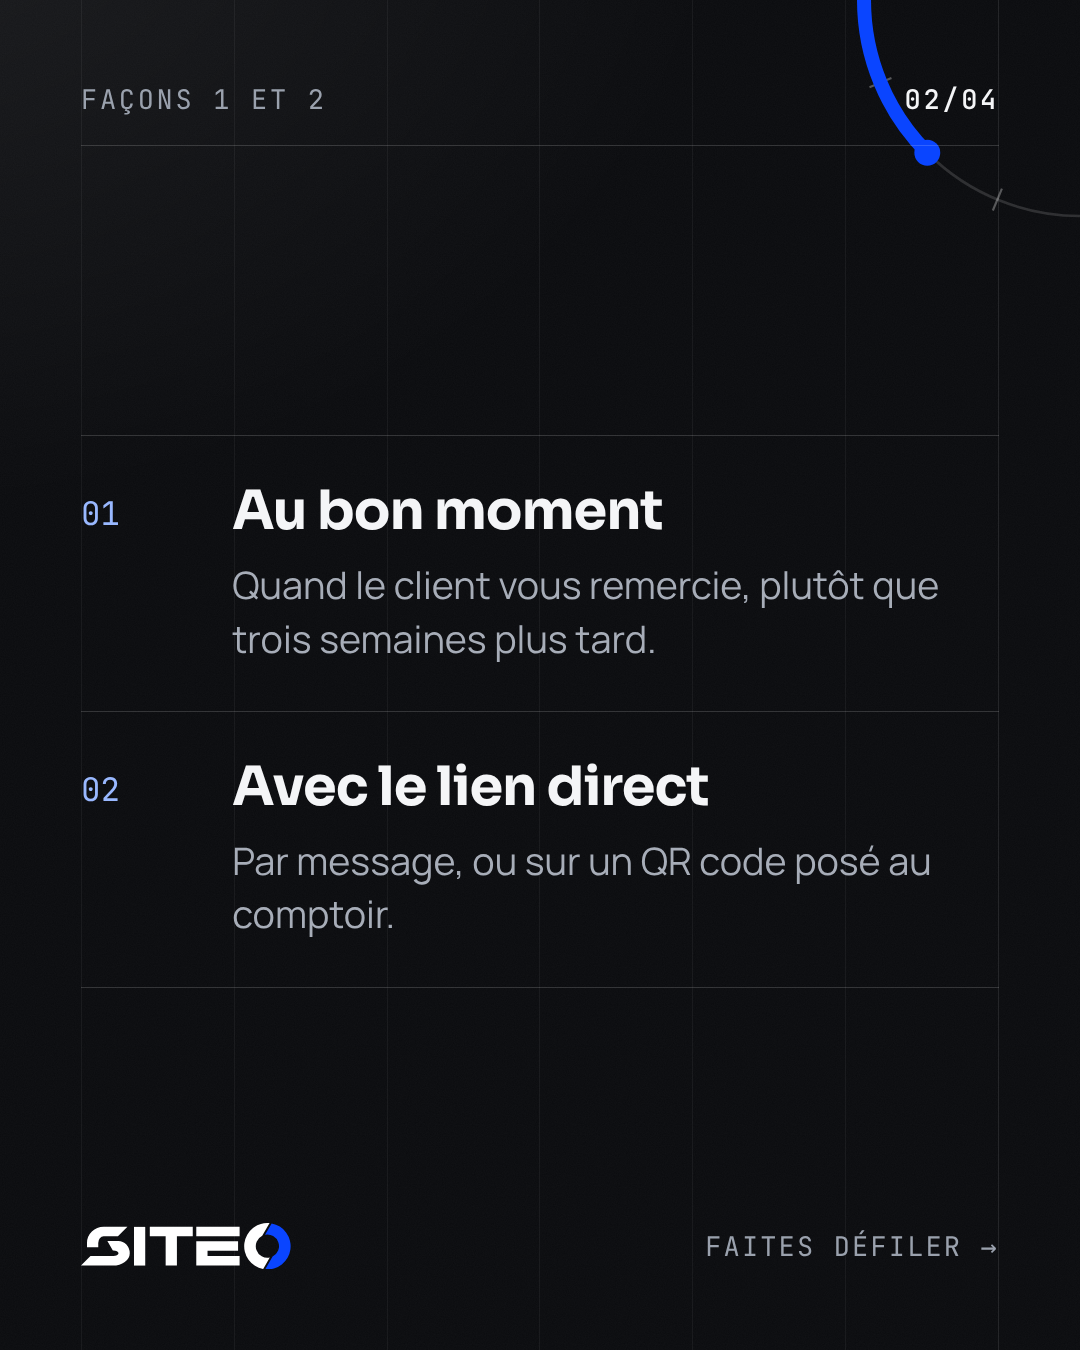 FAÇONS 1 ET 2
02/04
01
Au bon moment
Quand le client vous remercie, plutôt que
trois semaines plus tard.
02
Avec le lien direct
Par message, ou sur un QR code posé au
comptoir.
SITEO
FAITES DÉFILER →